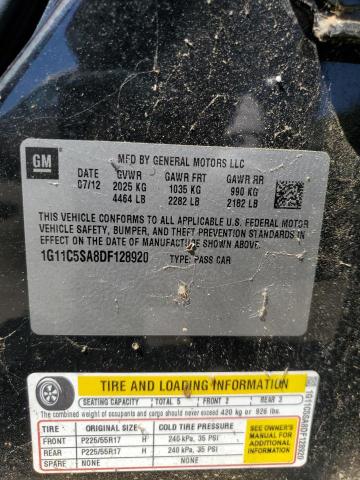 GM
MFD BY GENERAL MOTORS LLC
DATE GVWR GAWR FRT GAWR RR
07/12 2025 KG 1035 KG 990 KG
4464 LB 2282 LB 2182 LB
THIS VEHICLE CONFORMS TO ALL APPLICABLE U.S. FEDERAL MOTOR
VEHICLE SAFETY, BUMPER, AND THEFT PREVENTION STANDARDS IN
EFFECT ON THE DATE OF MANUFACTURE SHOWN ABOVE.
1G11C5SA8DF128920 TYPE: PASS CAR
TIRE AND LOADING INFORMATION
SEATING CAPACITY TOTAL 5 FRONT 2 REAR 3
The combined weight of occupants and cargo should never exceed 420 kg or 926 lbs.
TIRE ORIGINAL SIZE COLD TIRE PRESSURE
FRONT P225/55R17 H 240 kPa, 35 PSI
REAR P225/55R17 H 240 kPa, 35 PSI
SPARE NONE NONE
SEE OWNER'S
MANUAL FOR
ADDITIONAL
INFORMATION
1G11C5SA8DF128920